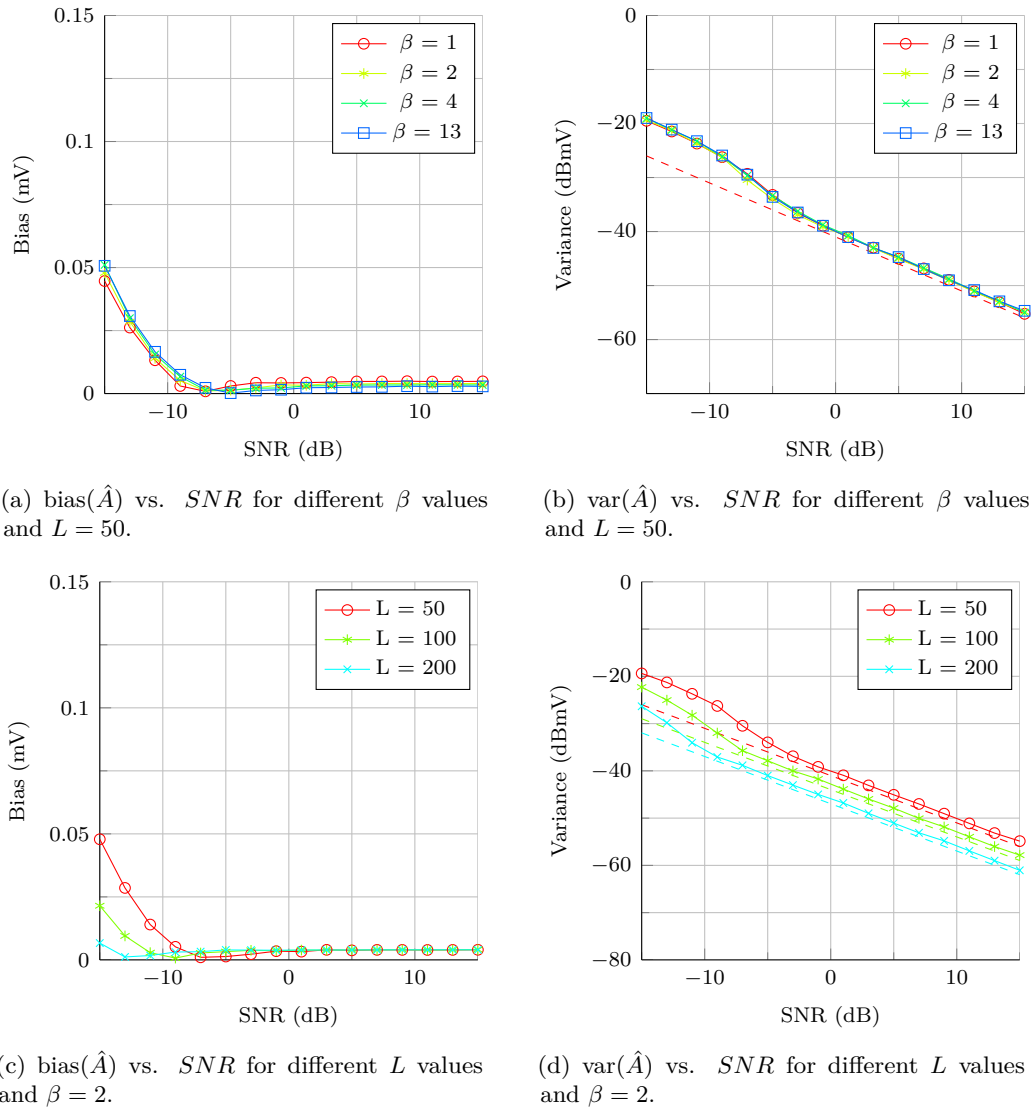 0.15
0.1
0.05
0
Bias (mV)
−10
0
10
SNR (dB)
β = 1
β = 2
β = 4
β = 13
(a) bias(Â) vs. SNR for different β values
and L = 50.
0
−20
−40
−60
Variance (dBmV)
−10
0
10
SNR (dB)
β = 1
β = 2
β = 4
β = 13
(b) var(Â) vs. SNR for different β values
and L = 50.
0.15
0.1
0.05
0
Bias (mV)
−10
0
10
SNR (dB)
L = 50
L = 100
L = 200
(c) bias(Â) vs. SNR for different L values
and β = 2.
0
−20
−40
−60
−80
Variance (dBmV)
−10
0
10
SNR (dB)
L = 50
L = 100
L = 200
(d) var(Â) vs. SNR for different L values
and β = 2.